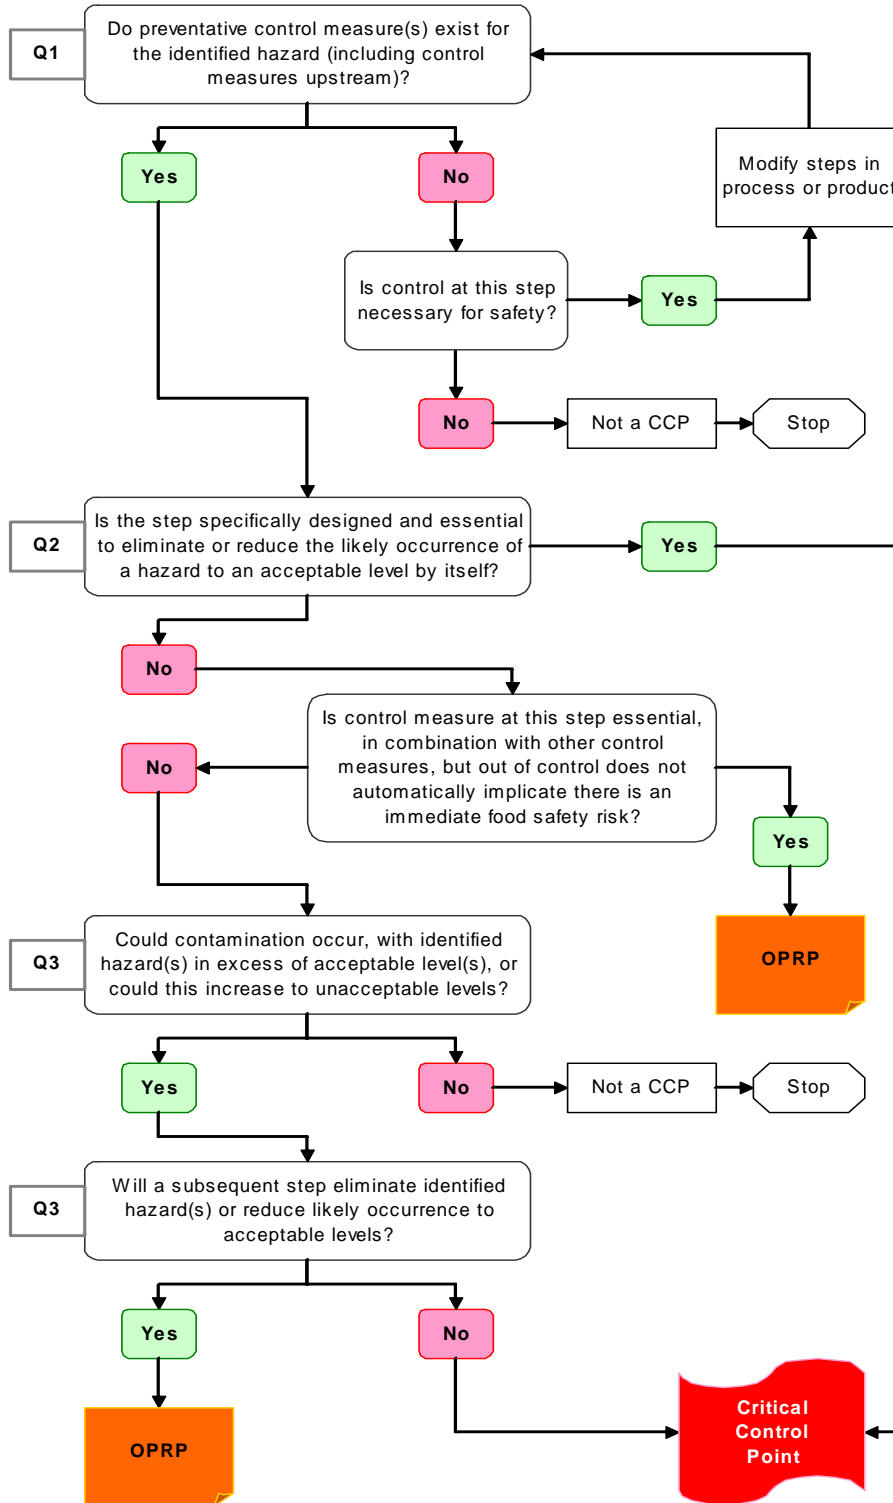 Q1
Do preventative control measure(s) exist for
the identified hazard (including control
measures upstream)?
Yes
No
Modify steps in
process or product
Is control at this step
necessary for safety?
Yes
No
Not a CCP
Stop
Q2
Is the step specifically designed and essential
to eliminate or reduce the likely occurrence of
a hazard to an acceptable level by itself?
Yes
No
Is control measure at this step essential,
in combination with other control
measures, but out of control does not
automatically implicate there is an
immediate food safety risk?
No
Yes
OPRP
Q3
Could contamination occur, with identified
hazard(s) in excess of acceptable level(s), or
could this increase to unacceptable levels?
Yes
No
Not a CCP
Stop
Q3
Will a subsequent step eliminate identified
hazard(s) or reduce likely occurrence to
acceptable levels?
Yes
No
OPRP
Critical
Control
Point